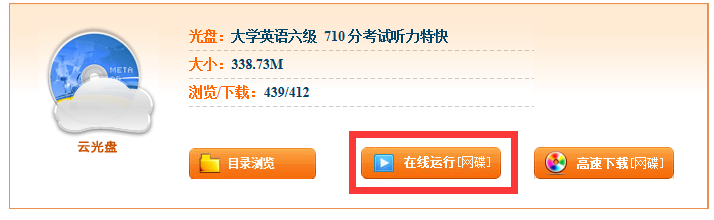 光盘：大学英语六级 710分考试听力特快
大小：338.73M
浏览/下载：439/412
META
云光盘
目录浏览
在线运行[网碟]
高速下载[网碟]